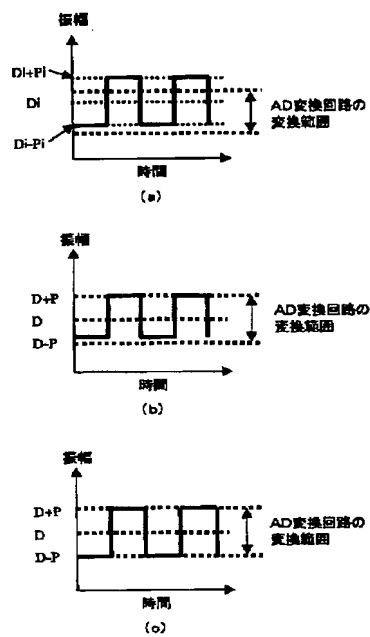 振幅
Di+Pi
Di
Di-Pi
AD変換回路の
変換範囲
時間
(a)
振幅
D+P
D
D-P
AD変換回路の
変換範囲
時間
(b)
振幅
D+P
D
D-P
AD変換回路の
変換範囲
時間
(c)